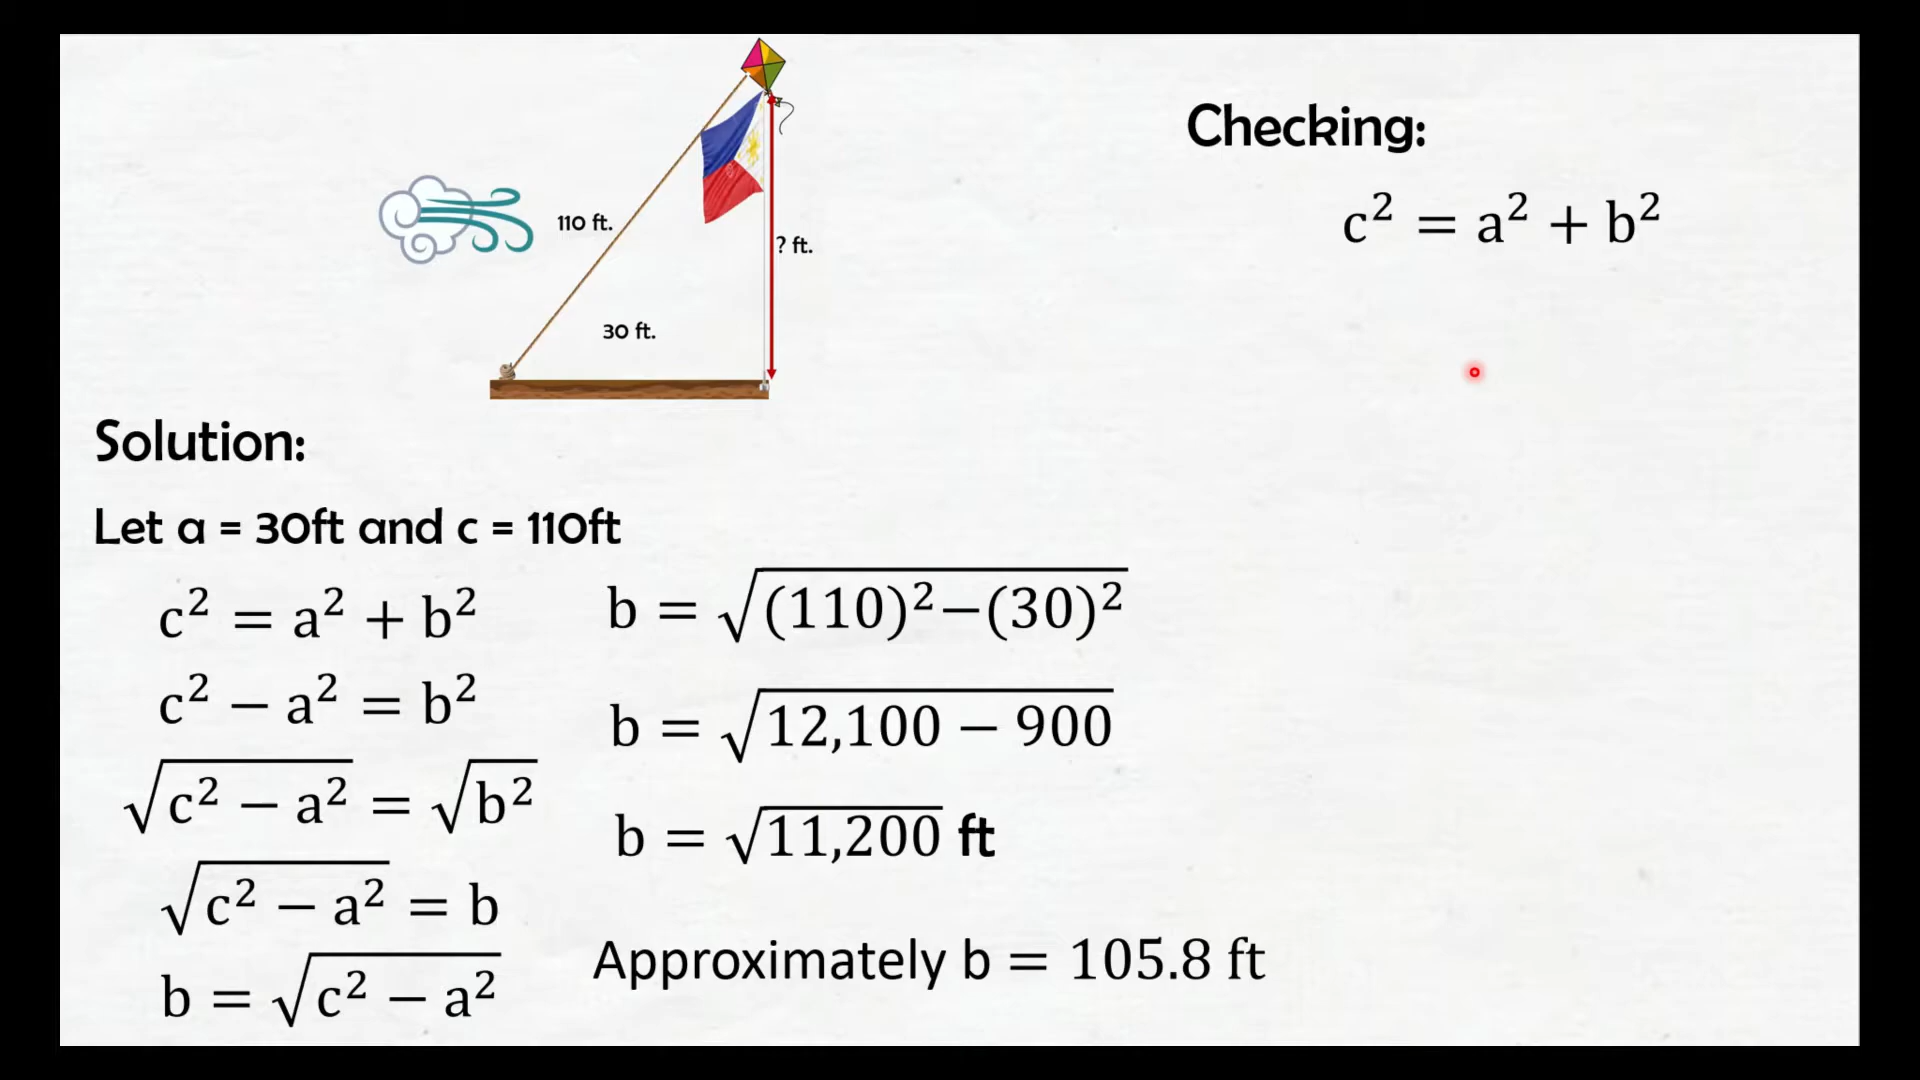 110 ft.
? ft.
30 ft.
Solution:
Let a = 30ft and c = 110ft
c² = a² + b²
c² − a² = b²
√(c² − a²) = √(b²)
√(c² − a²) = b
b = √(c² − a²)
b = √((110)²−(30)²)
b = √(12,100 − 900)
b = √(11,200) ft
Approximately b = 105.8 ft
Checking:
c² = a² + b²